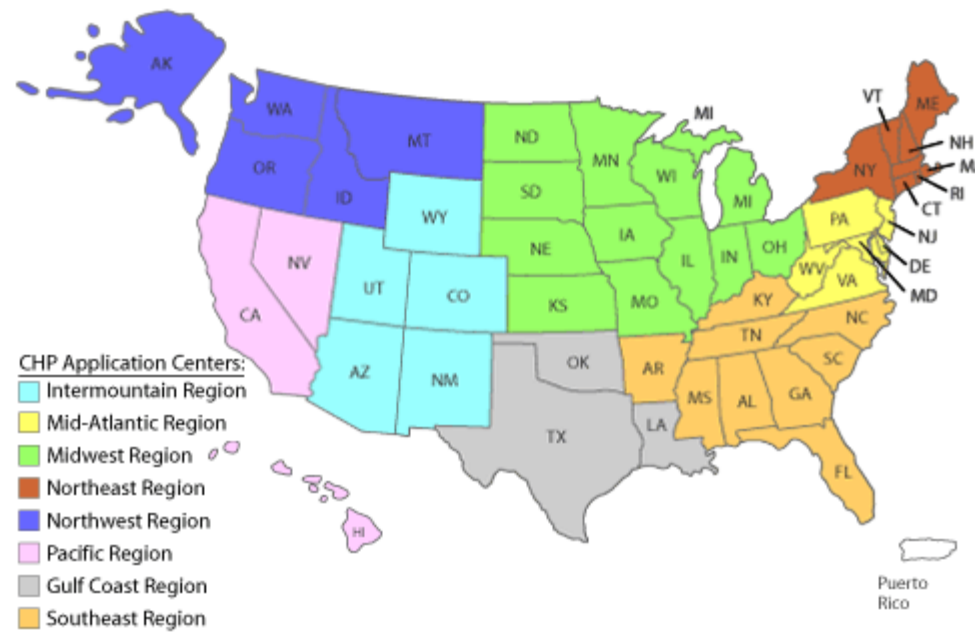 AK
WA
MT
OR
ID
ND
MN
MI
SD
WI
MI
VT
ME
NH
M
NY
RI
CT
WY
NE
IA
PA
NJ
NV
UT
CO
IL
IN
OH
WV
VA
DE
MD
CA
KS
MO
KY
NC
AZ
NM
OK
AR
TN
SC
MS
AL
GA
TX
LA
FL
HI
CHP Application Centers:
Intermountain Region
Mid-Atlantic Region
Midwest Region
Northeast Region
Northwest Region
Pacific Region
Gulf Coast Region
Southeast Region
Puerto
Rico